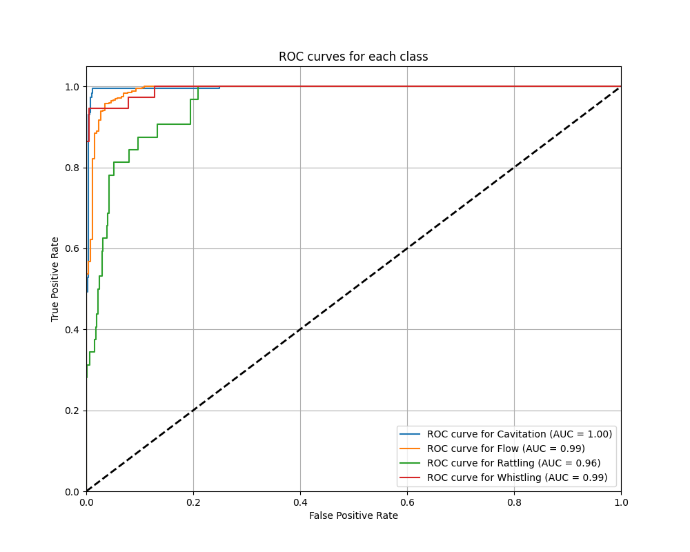 ROC curves for each class
True Positive Rate
1.0
0.8
0.6
0.4
0.2
0.0
0.0 0.2 0.4 0.6 0.8 1.0
False Positive Rate
ROC curve for Cavitation (AUC = 1.00)
ROC curve for Flow (AUC = 0.99)
ROC curve for Rattling (AUC = 0.96)
ROC curve for Whistling (AUC = 0.99)